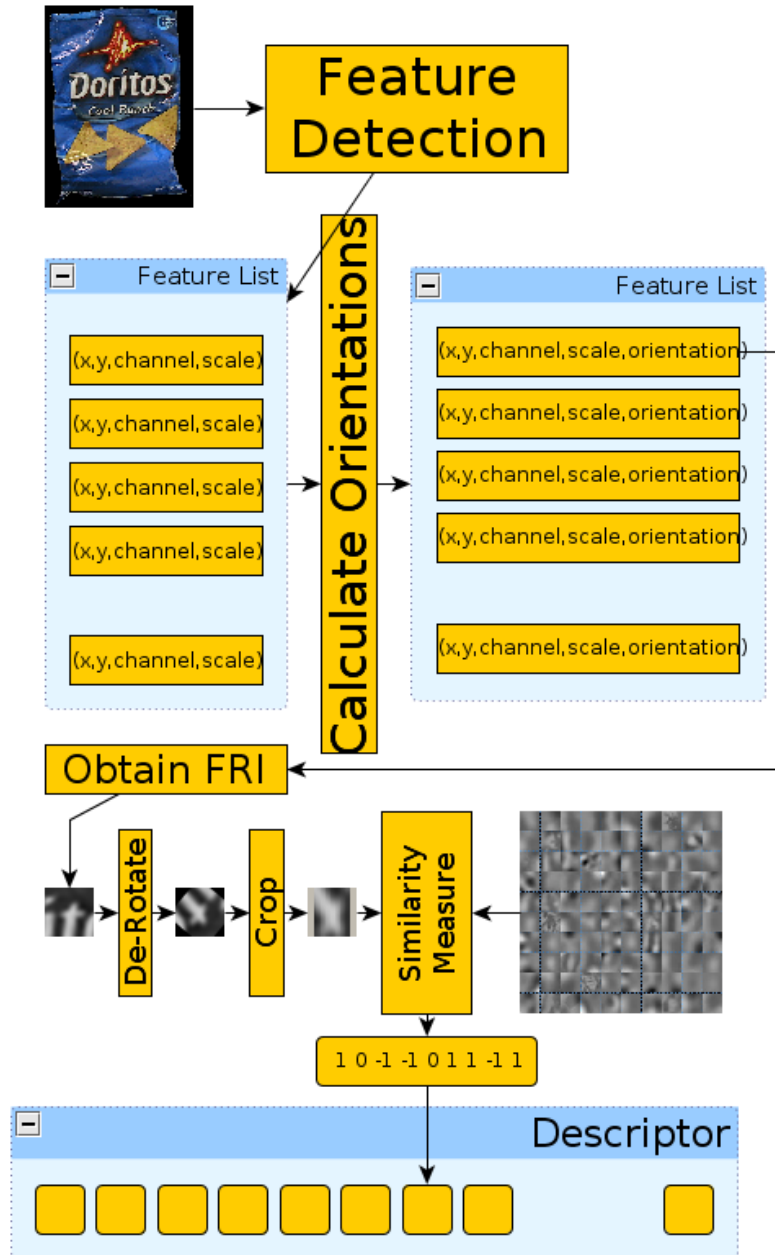 Doritos
Cool Ranch
Feature
Detection
Calculate Orientations
Feature List
(x,y,channel,scale)
(x,y,channel,scale)
(x,y,channel,scale)
(x,y,channel,scale)
(x,y,channel,scale)
Feature List
(x,y,channel,scale,orientation)
(x,y,channel,scale,orientation)
(x,y,channel,scale,orientation)
(x,y,channel,scale,orientation)
(x,y,channel,scale,orientation)
Obtain FRI
De-Rotate
Crop
Similarity
Measure
1 0 -1 -1 0 1 1 -1 1
Descriptor